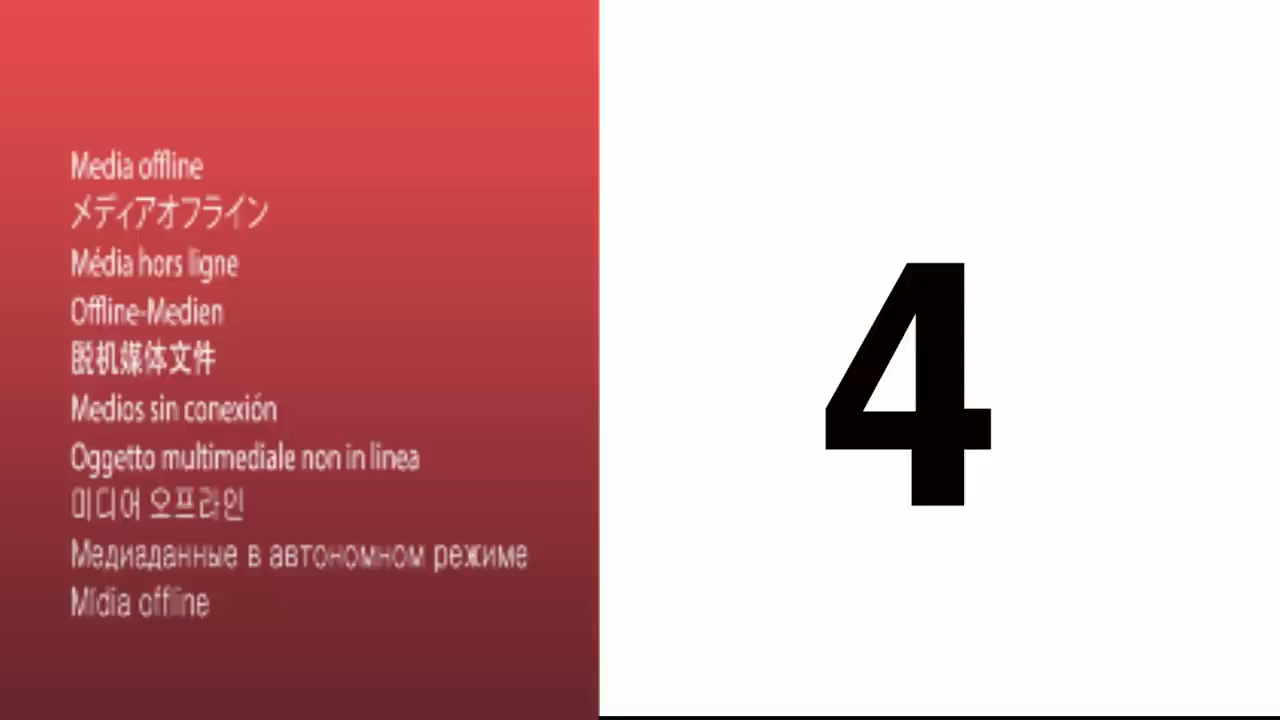 Media offline
メディアオフライン
Média hors ligne
Offline-Medien
脱机媒体文件
Medios sin conexión
Oggetto multimediale non in linea
미디어 오프라인
Медиаданные в автономном режиме
Mídia offline
4